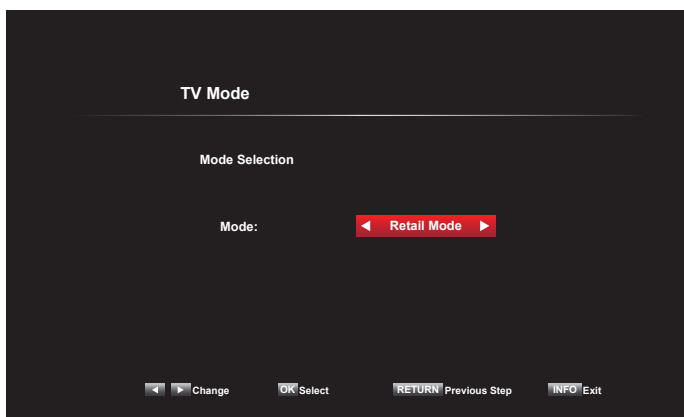 TV Mode
Mode Selection
Mode: Retail Mode
Change OK Select RETURN Previous Step INFO Exit